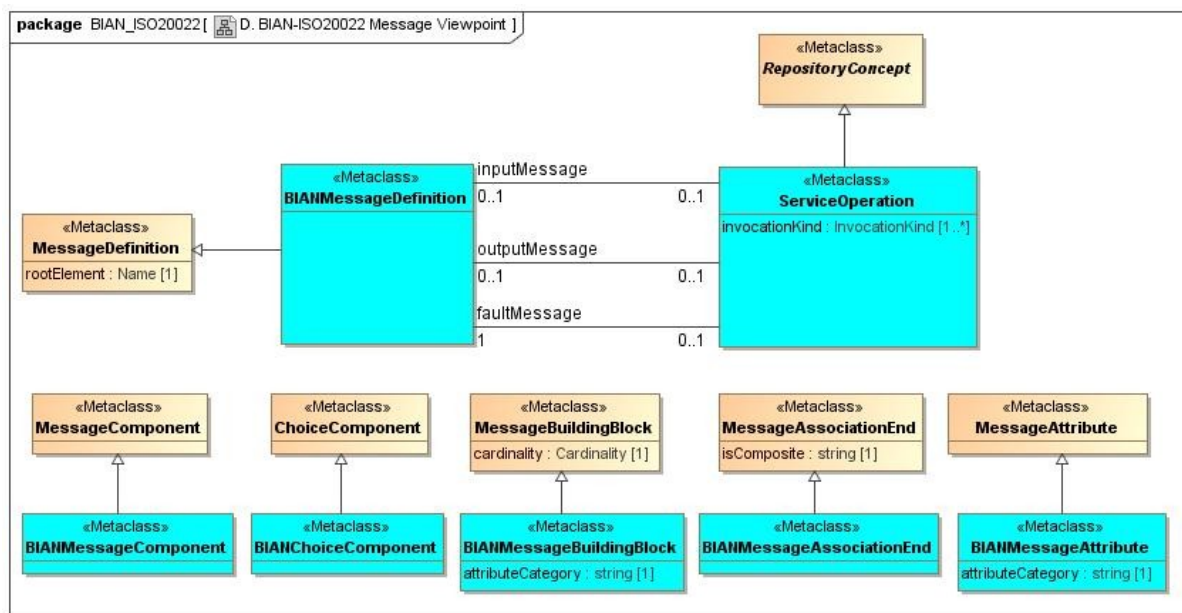 package BIAN_ISO20022 [ D. BIAN-ISO20022 Message Viewpoint ]
«Metaclass»
RepositoryConcept
«Metaclass»
BIANMessageDefinition
inputMessage
0..1
0..1
«Metaclass»
ServiceOperation
invocationKind : InvocationKind [1..*]
«Metaclass»
MessageDefinition
rootElement : Name [1]
outputMessage
0..1
0..1
faultMessage
1
0..1
«Metaclass»
MessageComponent
«Metaclass»
ChoiceComponent
«Metaclass»
MessageBuildingBlock
cardinality : Cardinality [1]
«Metaclass»
MessageAssociationEnd
isComposite : string [1]
«Metaclass»
MessageAttribute
«Metaclass»
BIANMessageComponent
«Metaclass»
BIANChoiceComponent
«Metaclass»
BIANMessageBuildingBlock
attributeCategory : string [1]
«Metaclass»
BIANMessageAssociationEnd
«Metaclass»
BIANMessageAttribute
attributeCategory : string [1]